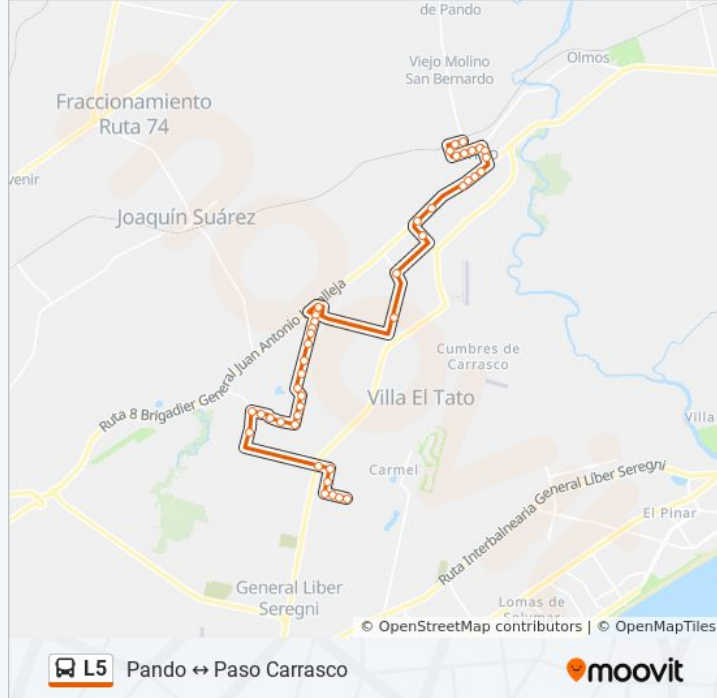 de Pando
Viejo Molino
San Bernardo
Olmos
Fraccionamiento
Ruta 74
venir
Joaquín Suárez
Ruta 8 Brigadier General Juan Antonio Lavalleja
Cumbres de
Carrasco
Villa El Tato
Villa
Carmel
Ruta Interbalnearia General Líber Seregni
El Pinar
General Liber
Seregni
Lomas de
Solymar
© OpenStreetMap contributors | © OpenMapTiles
L5 Pando ↔ Paso Carrasco
moovit